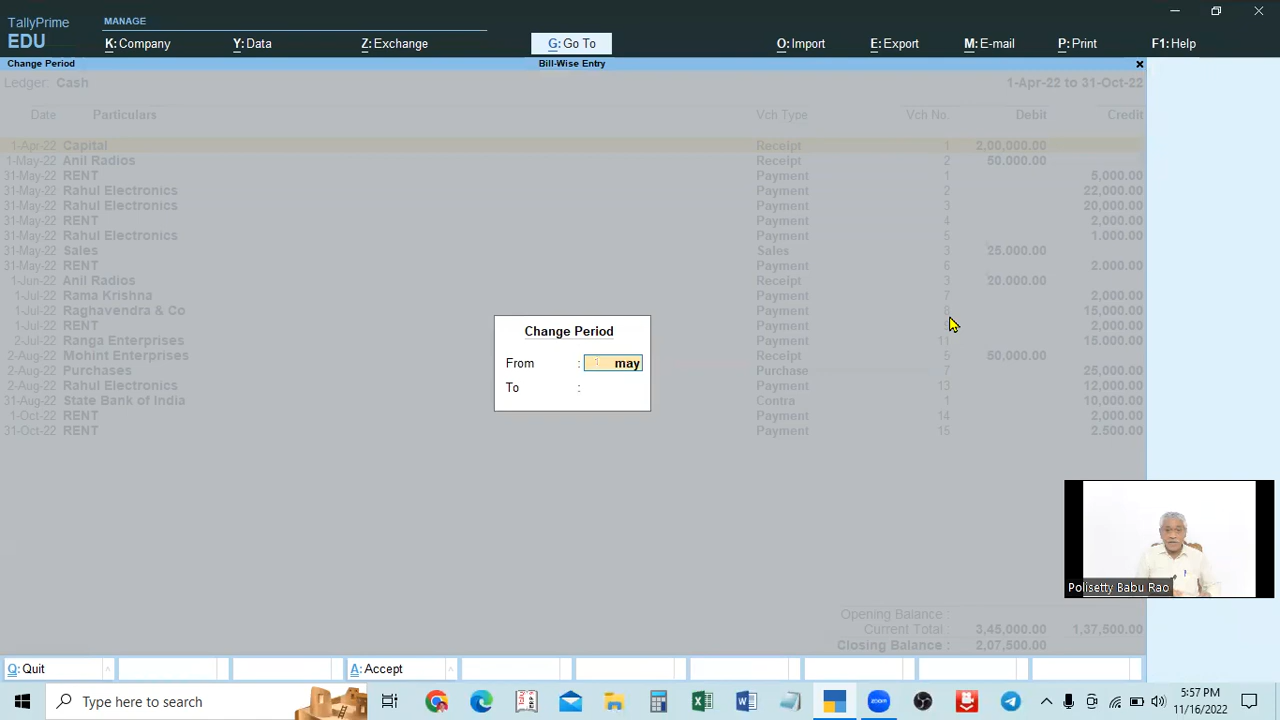 TallyPrime
EDU
MANAGE
K: Company
Y: Data
Z: Exchange
G: Go To
O: Import
E: Export
M: E-mail
P: Print
F1: Help
Change Period
Bill-Wise Entry
Ledger: Cash
1-Apr-22 to 31-Oct-22
Date Particulars Vch Type Vch No. Debit Credit
1-Apr-22 Capital Receipt 1 2,00,000.00
1-May-22 Anil Radios Receipt 2 50.000.00
31-May-22 RENT Payment 1 5,000.00
31-May-22 Rahul Electronics Payment 2 22,000.00
31-May-22 Rahul Electronics Payment 3 20,000.00
31-May-22 RENT Payment 4 2,000.00
31-May-22 Rahul Electronics Payment 5 1.000.00
31-May-22 Sales Sales 3 25.000.00
31-May-22 RENT Payment 6 2.000.00
1-Jun-22 Anil Radios Receipt 3 20.000.00
1-Jul-22 Rama Krishna Payment 7 2,000.00
1-Jul-22 Raghavendra & Co Payment 8 15,000.00
1-Jul-22 RENT Payment 2,000.00
2-Jul-22 Ranga Enterprises Payment 11 15.000.00
2-Aug-22 Mohint Enterprises Receipt 5 50,000.00
2-Aug-22 Purchases Purchase 7 25,000.00
2-Aug-22 Rahul Electronics Payment 13 12,000.00
31-Aug-22 State Bank of India Contra 1 10,000.00
1-Oct-22 RENT Payment 14 2,000.00
31-Oct-22 RENT Payment 15 2.500.00
Change Period
From : may
To :
Polisetty Babu Rao
Opening Balance :
Current Total : 3,45,000.00 1,37,500.00
Closing Balance : 2,07,500.00
Q: Quit
A: Accept
Type here to search
5:57 PM
11/16/2022